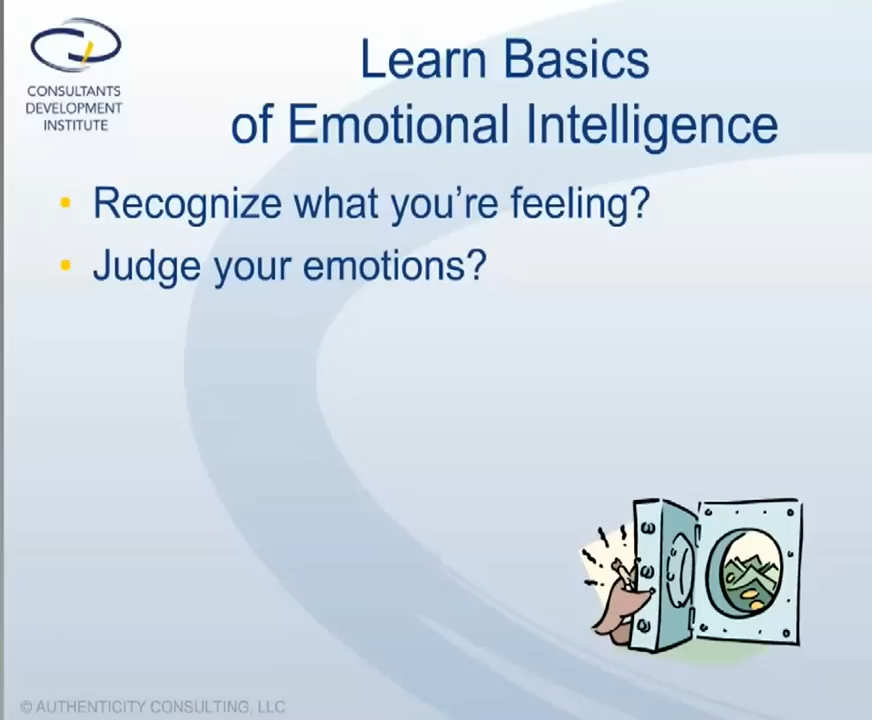 CONSULTANTS
DEVELOPMENT
INSTITUTE
Learn Basics
of Emotional Intelligence
• Recognize what you're feeling?
• Judge your emotions?
© AUTHENTICITY CONSULTING, LLC